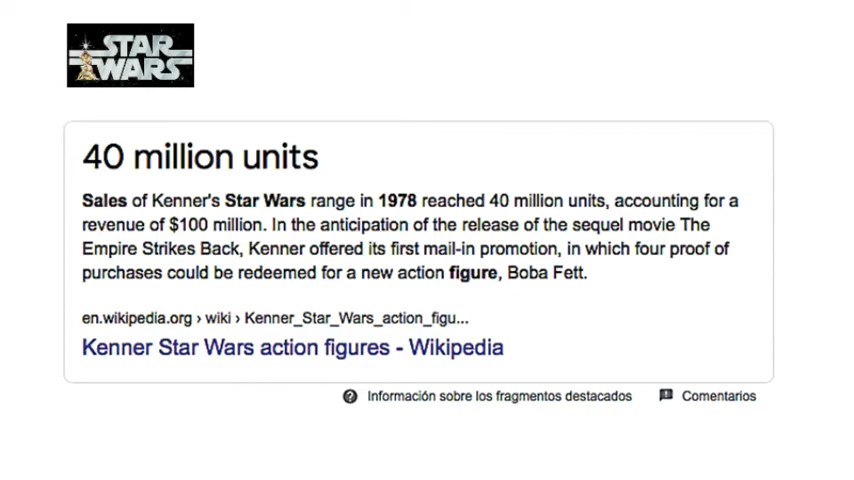 STAR
WARS
40 million units
Sales of Kenner's Star Wars range in 1978 reached 40 million units, accounting for a
revenue of $100 million. In the anticipation of the release of the sequel movie The
Empire Strikes Back, Kenner offered its first mail-in promotion, in which four proof of
purchases could be redeemed for a new action figure, Boba Fett.
en.wikipedia.org › wiki › Kenner_Star_Wars_action_figu...
Kenner Star Wars action figures - Wikipedia
Información sobre los fragmentos destacados Comentarios